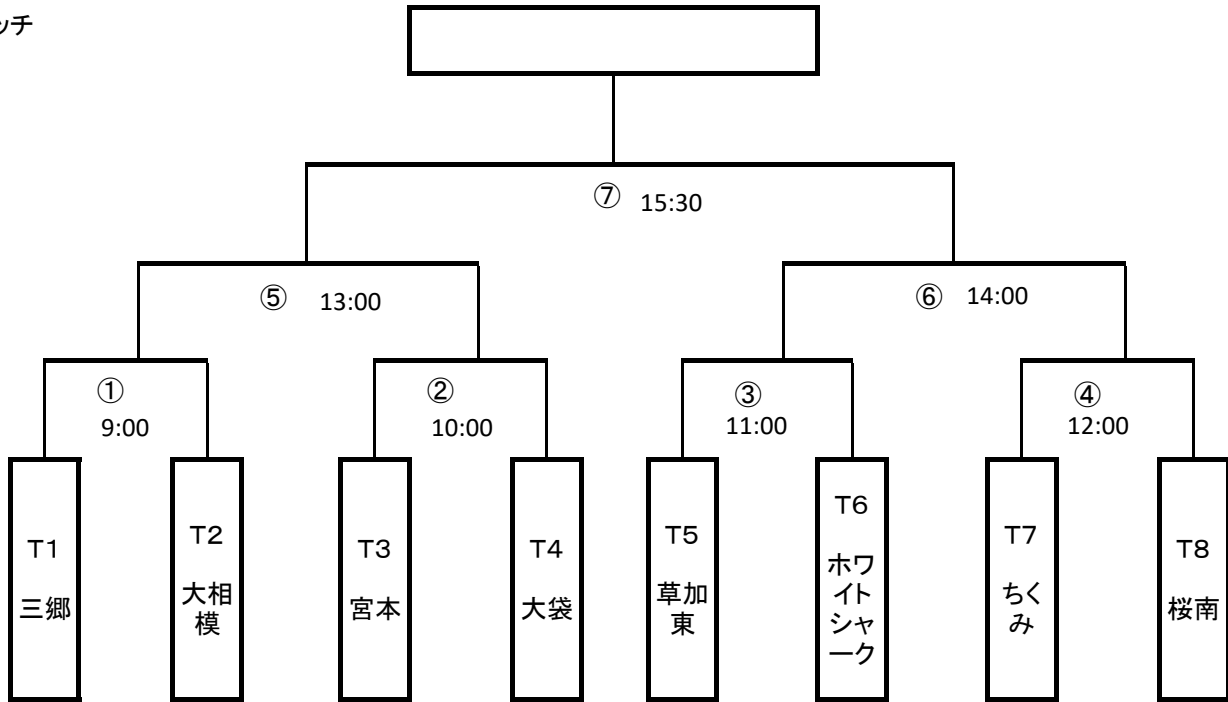 ッチ
⑦ 15:30
⑤ 13:00
⑥ 14:00
①
9:00
②
10:00
③
11:00
④
12:00
T1
三郷
T2
大相
模
T3
宮本
T4
大袋
T5
草加
東
T6
ホワ
イト
シャ
ーク
T7
ちく
み
T8
桜南